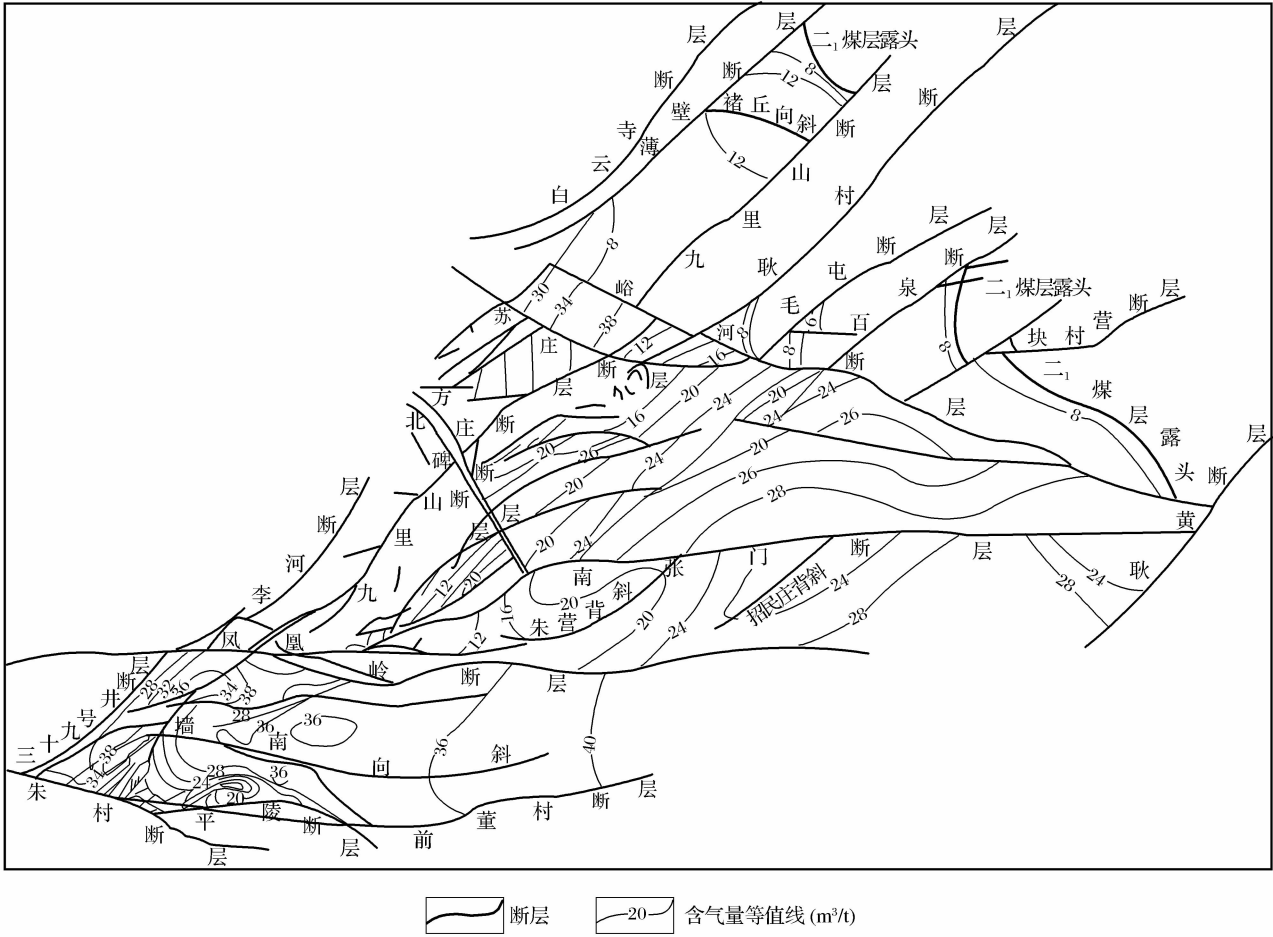 白云寺断层
薄壁断层
二₁煤层露头
8
12
褚丘向斜
12
九里山断层
耿村断层
8
峪河断层
30
34
38
12
16
8
毛屯断层
8
百泉断层
二₁煤层露头
8
块村营断层
二₁煤层露头
8
苏庄断层
方庄断层
北碑断层
九里山断层
16
20
24
20
24
24
26
20
26
20
20
24
26
28
20
24
12
20
16
20
12
20
24
李河断层
黄
耿
断层
24
28
南张门断层
朱营背斜
招民庄背斜
24
28
凤凰岭断层
三十九号井断层
28
32
36
34
38
28
36
36
36
40
墙南向斜
34
38
28
24
36
20
朱村断层
平陵断层
前董村断层
断层
20
含气量等值线 (m³/t)